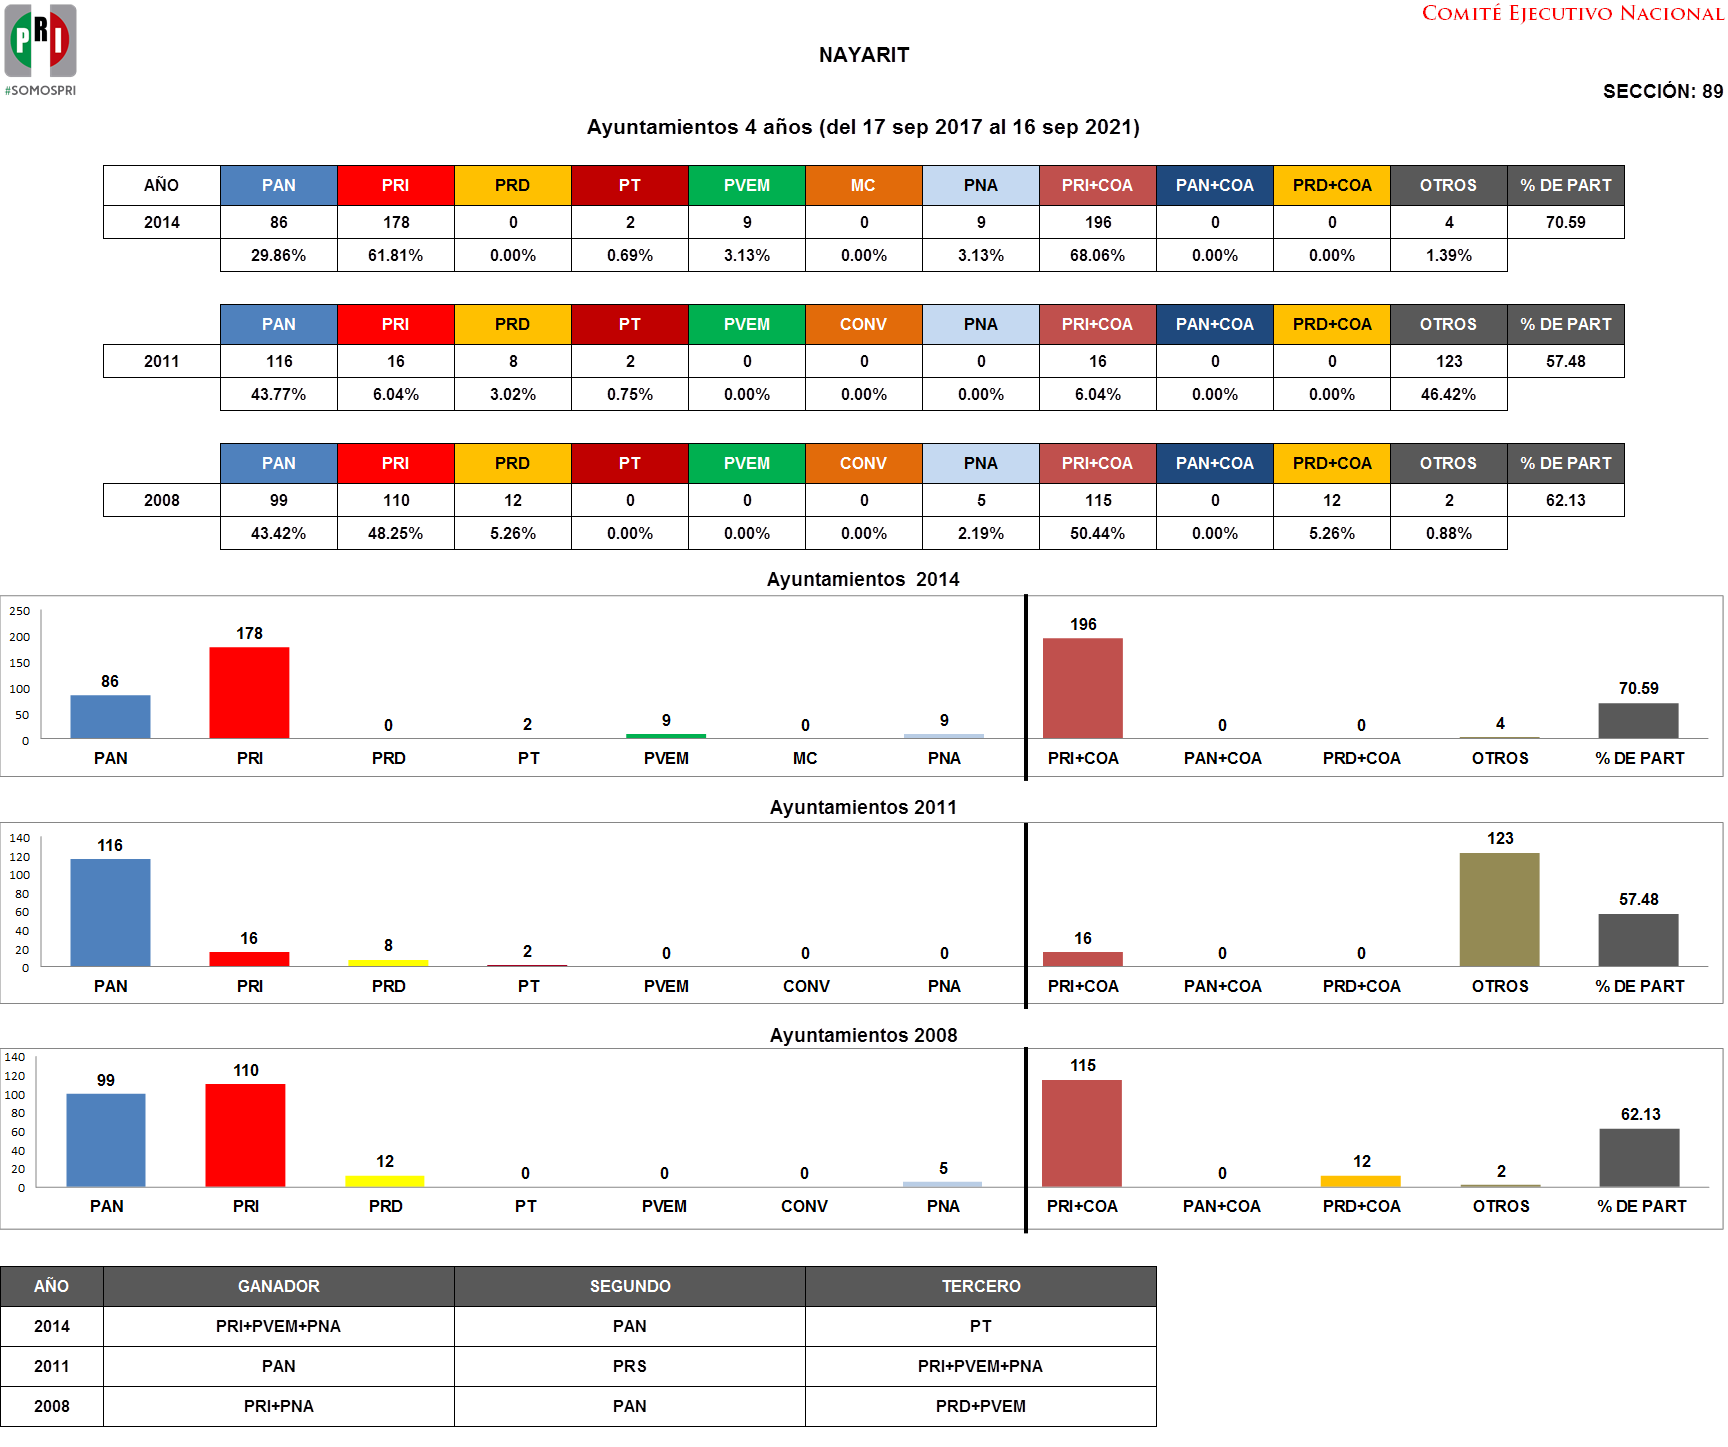 COMITÉ EJECUTIVO NACIONAL
PRI
#SOMOSPRI
NAYARIT
SECCIÓN: 89
Ayuntamientos 4 años (del 17 sep 2017 al 16 sep 2021)
AÑO PAN PRI PRD PT PVEM MC PNA PRI+COA PAN+COA PRD+COA OTROS % DE PART
2014 86 178 0 2 9 0 9 196 0 0 4 70.59
29.86% 61.81% 0.00% 0.69% 3.13% 0.00% 3.13% 68.06% 0.00% 0.00% 1.39%
PAN PRI PRD PT PVEM CONV PNA PRI+COA PAN+COA PRD+COA OTROS % DE PART
2011 116 16 8 2 0 0 0 16 0 0 123 57.48
43.77% 6.04% 3.02% 0.75% 0.00% 0.00% 0.00% 6.04% 0.00% 0.00% 46.42%
PAN PRI PRD PT PVEM CONV PNA PRI+COA PAN+COA PRD+COA OTROS % DE PART
2008 99 110 12 0 0 0 5 115 0 12 2 62.13
43.42% 48.25% 5.26% 0.00% 0.00% 0.00% 2.19% 50.44% 0.00% 5.26% 0.88%
Ayuntamientos 2014
250
200
150
100
50
0
86 178 0 2 9 0 9 196 0 0 4 70.59
PAN PRI PRD PT PVEM MC PNA PRI+COA PAN+COA PRD+COA OTROS % DE PART
Ayuntamientos 2011
140
120
100
80
60
40
20
0
116 16 8 2 0 0 0 16 0 0 123 57.48
PAN PRI PRD PT PVEM CONV PNA PRI+COA PAN+COA PRD+COA OTROS % DE PART
Ayuntamientos 2008
140
120
100
80
60
40
20
0
99 110 12 0 0 0 5 115 0 12 2 62.13
PAN PRI PRD PT PVEM CONV PNA PRI+COA PAN+COA PRD+COA OTROS % DE PART
AÑO GANADOR SEGUNDO TERCERO
2014 PRI+PVEM+PNA PAN PT
2011 PAN PRS PRI+PVEM+PNA
2008 PRI+PNA PAN PRD+PVEM